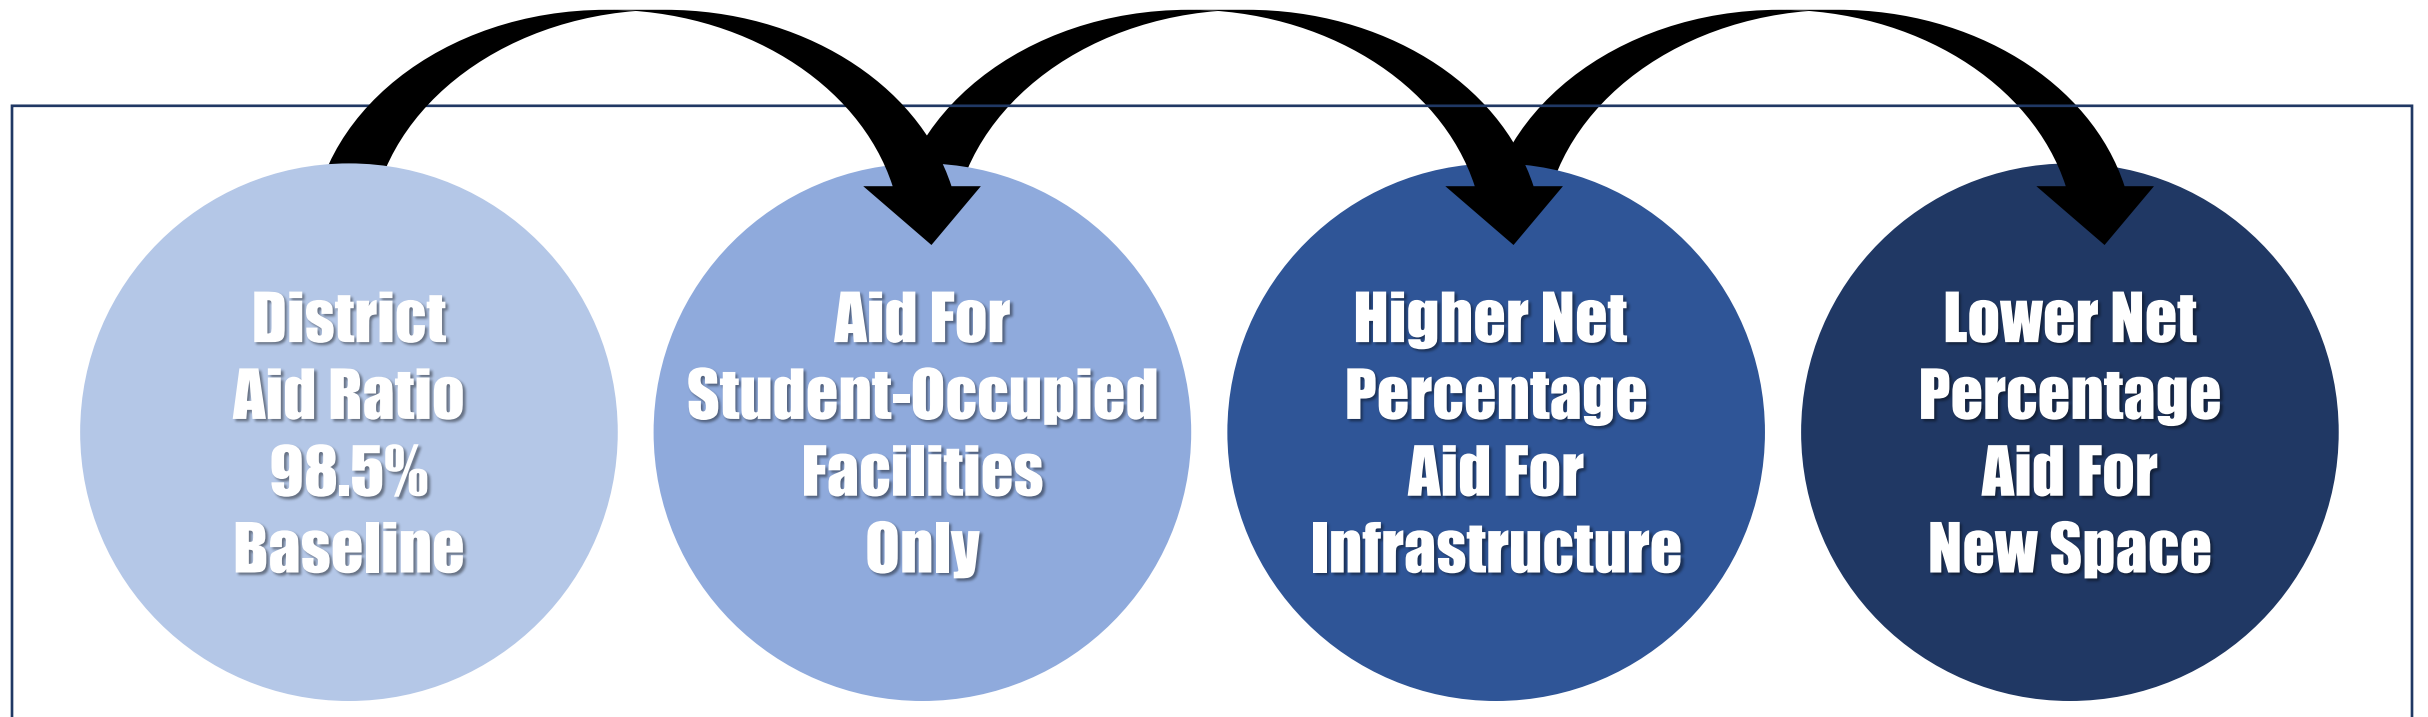 District
Aid Ratio
98.5%
Baseline
Aid For
Student-Occupied
Facilities
Only
Higher Net
Percentage
Aid For
Infrastructure
Lower Net
Percentage
Aid For
New Space